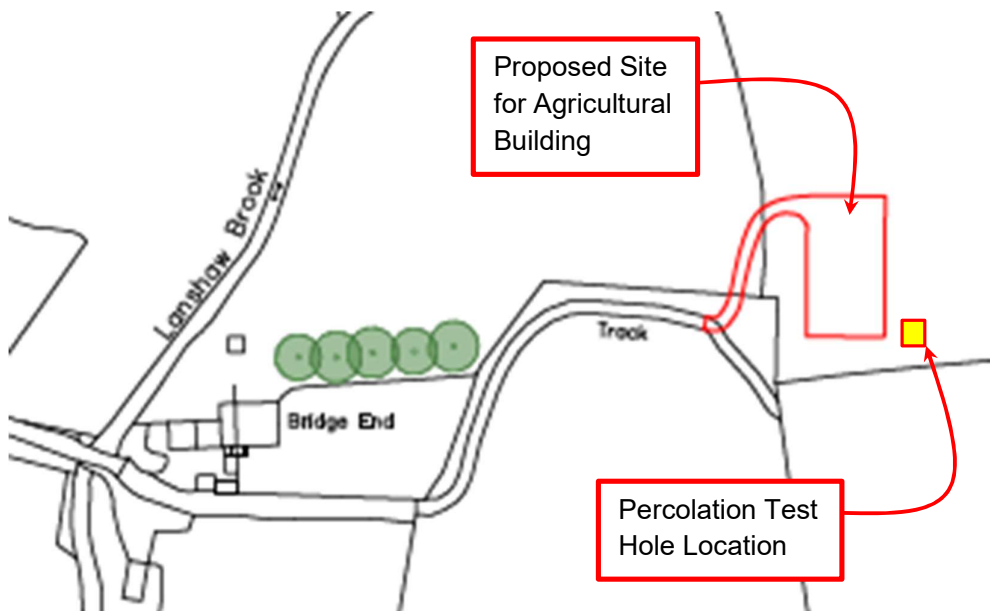 Proposed Site
for Agricultural
Building
Lanshaw Brook
Track
Bridge End
Percolation Test
Hole Location